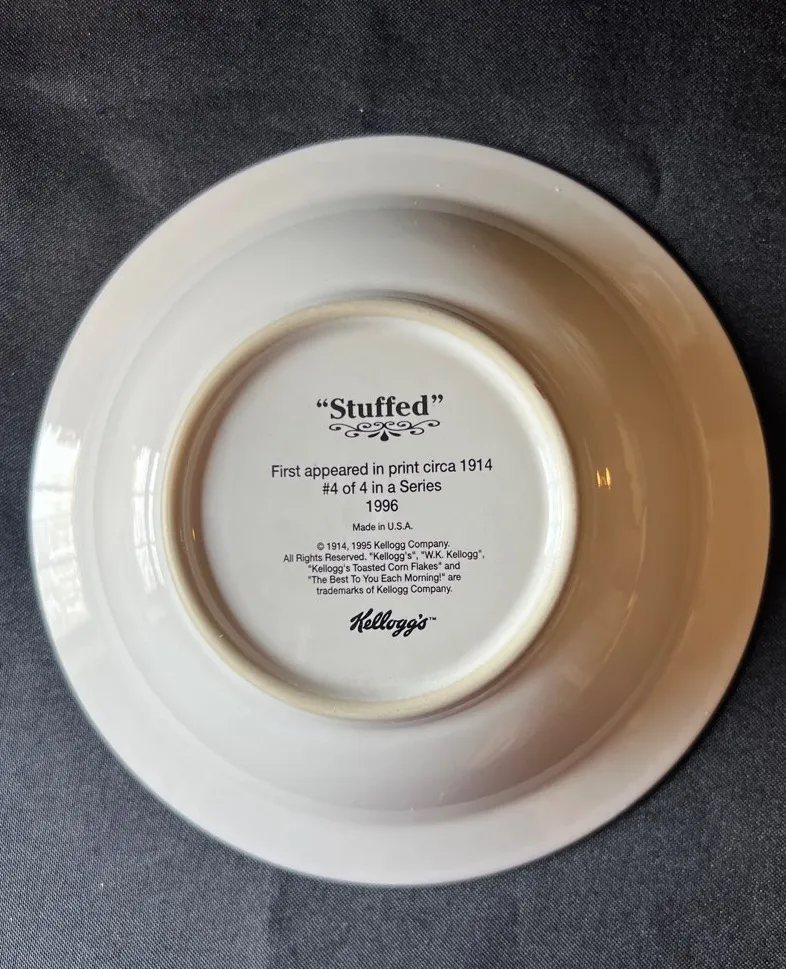 “Stuffed”
First appeared in print circa 1914
#4 of 4 in a Series
1996
Made in U.S.A.
© 1914, 1995 Kellogg Company.
All Rights Reserved. "Kellogg's", "W.K. Kellogg",
"Kellogg's Toasted Corn Flakes" and
"The Best To You Each Morning!" are
trademarks of Kellogg Company.
Kellogg's™